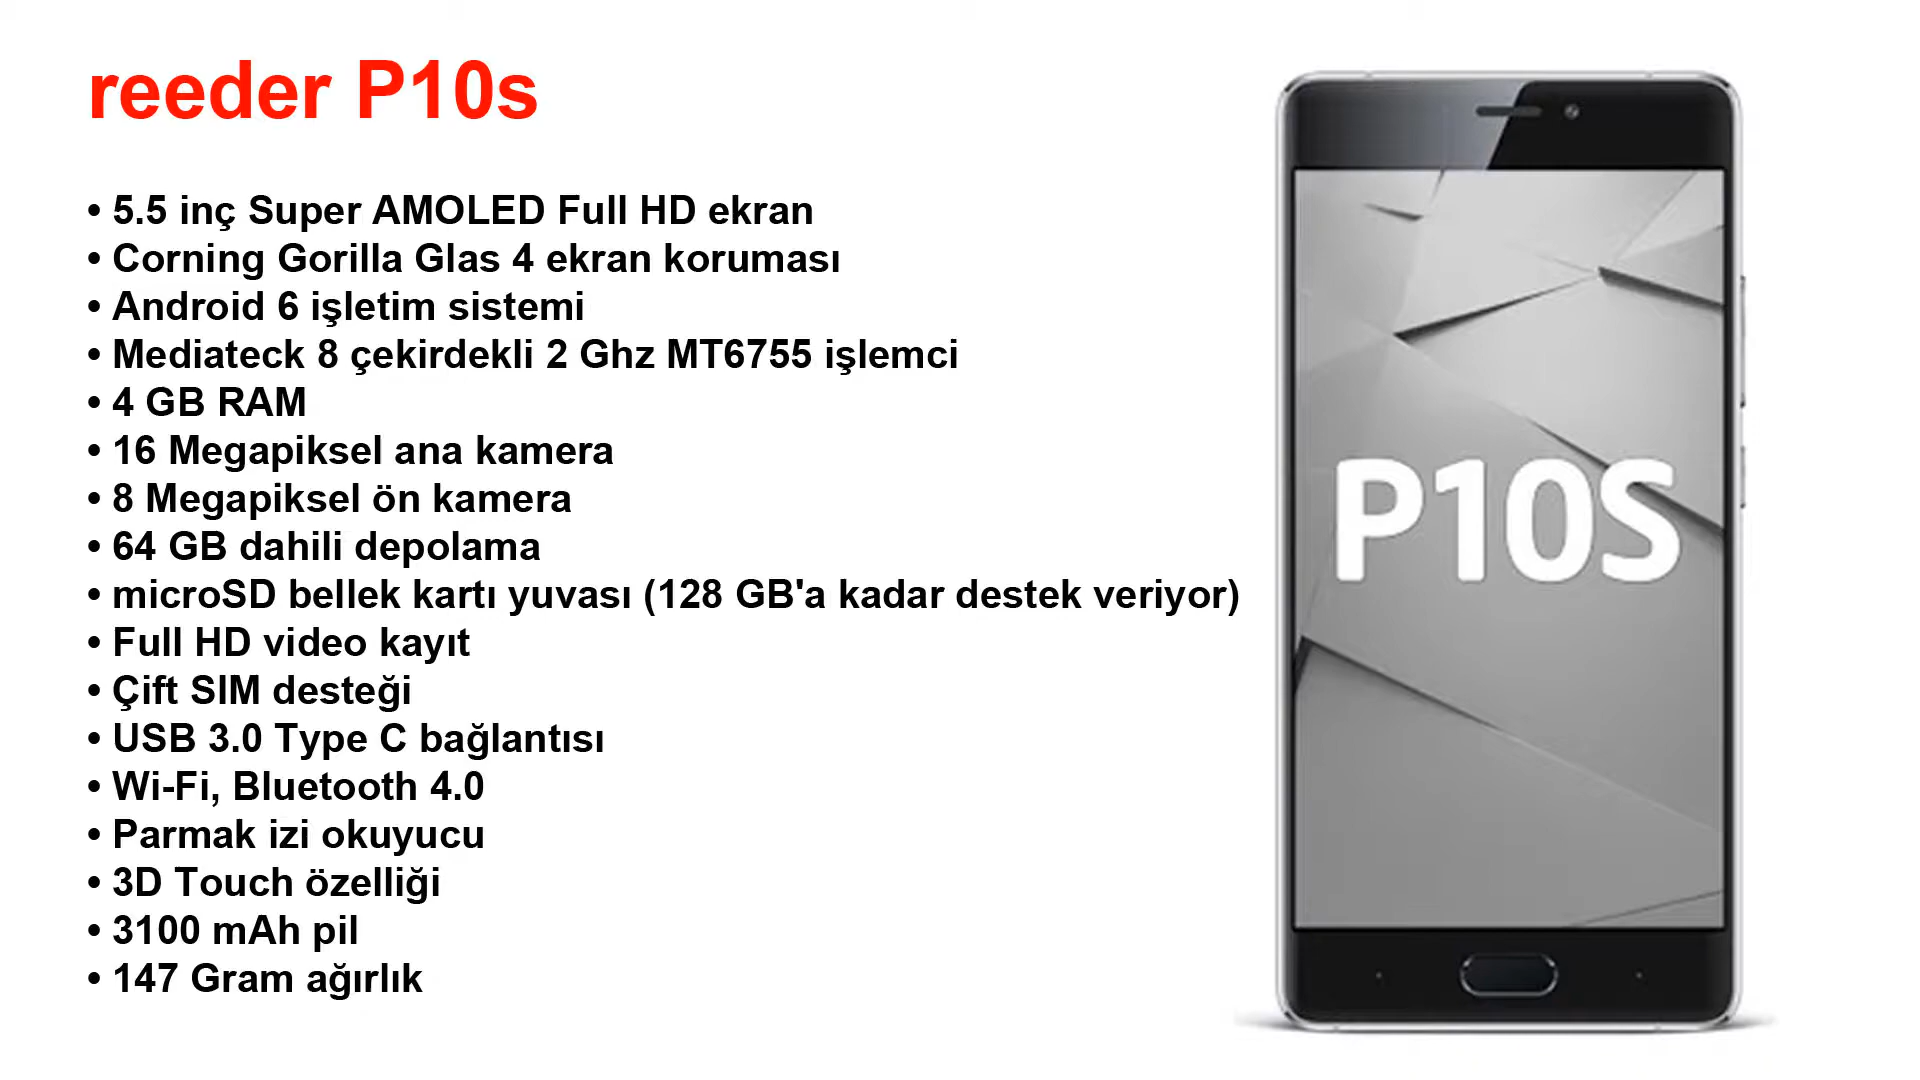 reeder P10s
• 5.5 inç Super AMOLED Full HD ekran
• Corning Gorilla Glas 4 ekran koruması
• Android 6 işletim sistemi
• Mediateck 8 çekirdekli 2 Ghz MT6755 işlemci
• 4 GB RAM
• 16 Megapiksel ana kamera
• 8 Megapiksel ön kamera
• 64 GB dahili depolama
• microSD bellek kartı yuvası (128 GB'a kadar destek veriyor)
• Full HD video kayıt
• Çift SIM desteği
• USB 3.0 Type C bağlantısı
• Wi-Fi, Bluetooth 4.0
• Parmak izi okuyucu
• 3D Touch özelliği
• 3100 mAh pil
• 147 Gram ağırlık
P10S